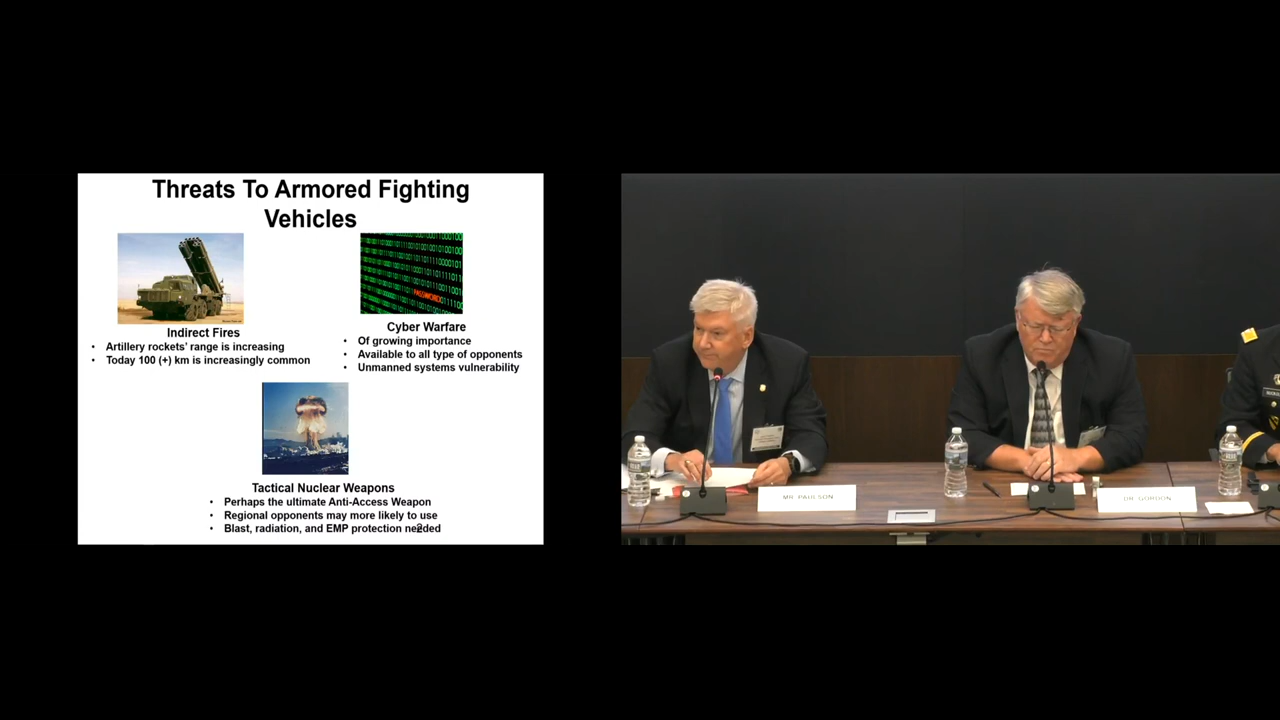 Threats To Armored Fighting
Vehicles
PASSWORD
Indirect Fires
• Artillery rockets' range is increasing
• Today 100 (+) km is increasingly common
Cyber Warfare
• Of growing importance
• Available to all type of opponents
• Unmanned systems vulnerability
Tactical Nuclear Weapons
• Perhaps the ultimate Anti-Access Weapon
• Regional opponents may more likely to use
• Blast, radiation, and EMP protection needed
2
MR. PAULSON
DR. GORDON